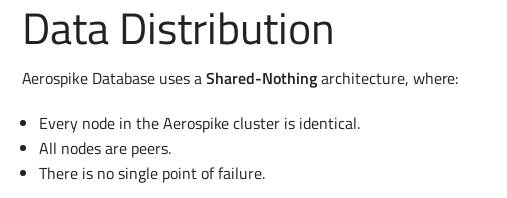 Data Distribution
Aerospike Database uses a Shared-Nothing architecture, where:
• Every node in the Aerospike cluster is identical.
• All nodes are peers.
• There is no single point of failure.